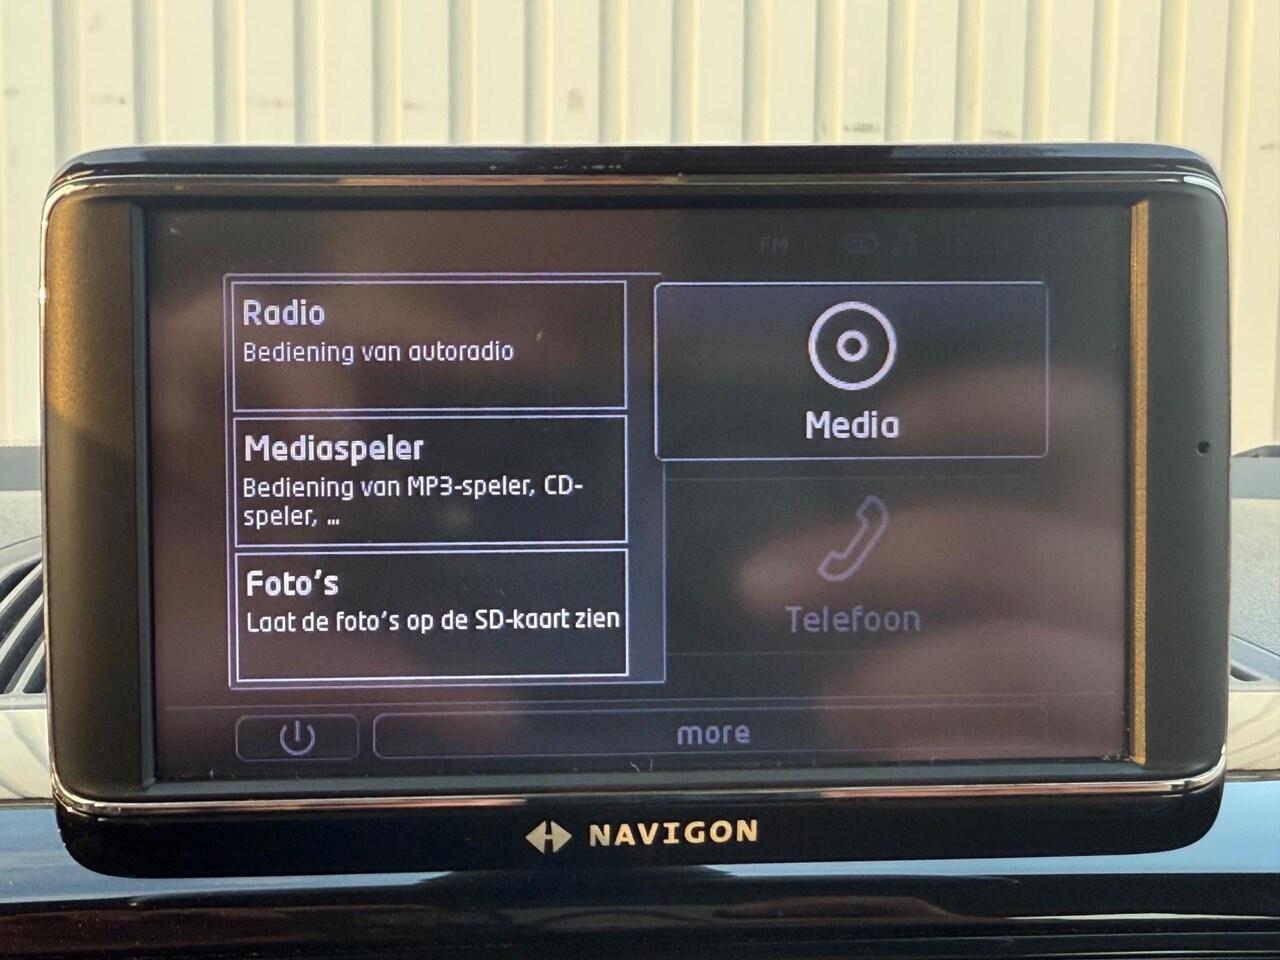 FM
Radio
Bediening van autoradio
Mediaspeler
Bediening van MP3-speler, CD-
speler, ...
Foto's
Laat de foto's op de SD-kaart zien
Media
Telefoon
more
NAVIGON